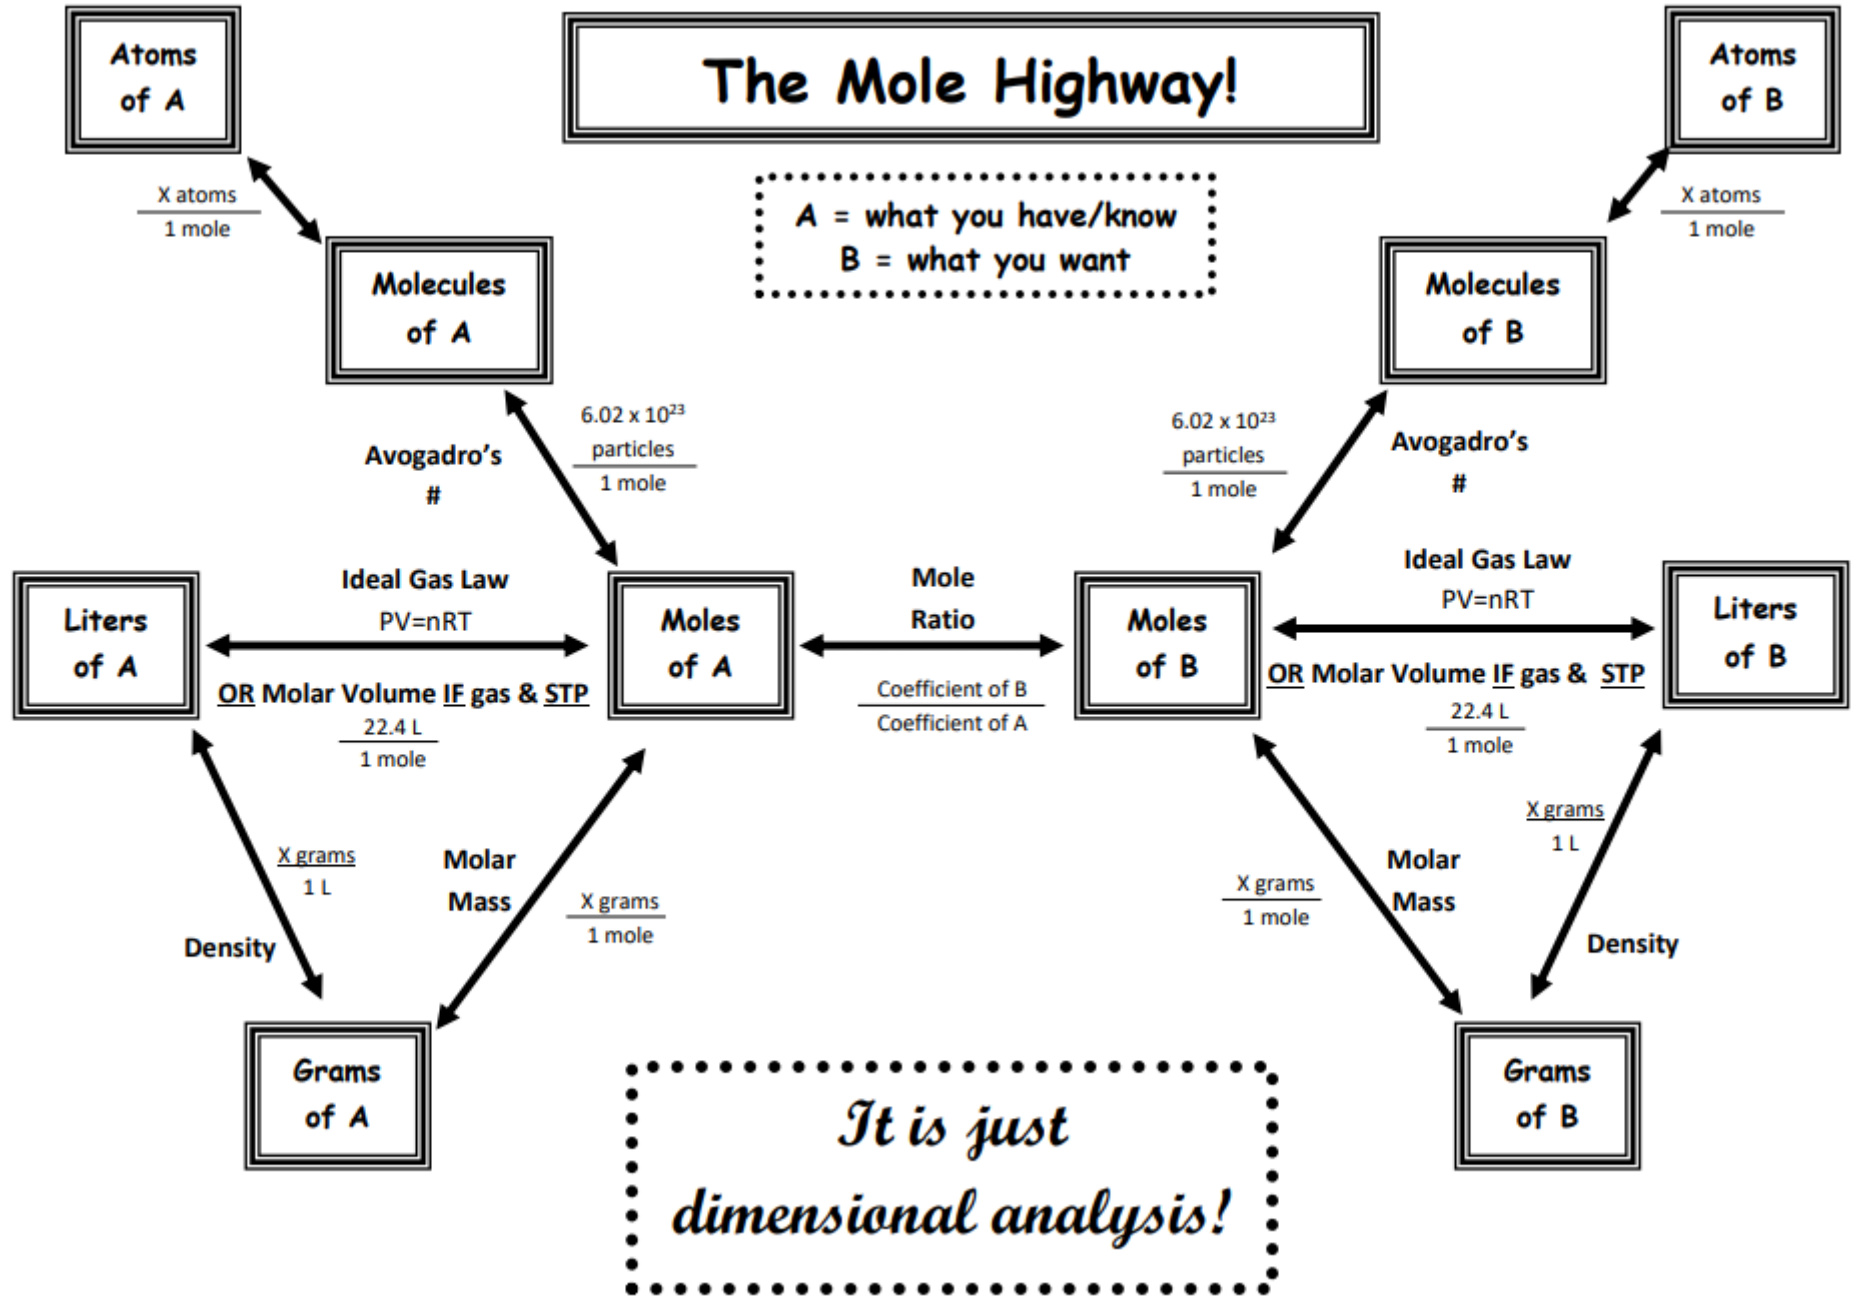 The Mole Highway!
A = what you have/know
B = what you want
Atoms
of A
X atoms
1 mole
Molecules
of A
Avogadro's
#
6.02 x 10²³
particles
1 mole
Liters
of A
Ideal Gas Law
PV=nRT
OR Molar Volume IF gas & STP
22.4 L
1 mole
Moles
of A
X grams
1 L
Density
Molar
Mass
X grams
1 mole
Grams
of A
Mole
Ratio
Coefficient of B
Coefficient of A
Atoms
of B
X atoms
1 mole
Molecules
of B
6.02 x 10²³
particles
1 mole
Avogadro's
#
Moles
of B
Ideal Gas Law
PV=nRT
OR Molar Volume IF gas & STP
22.4 L
1 mole
Liters
of B
X grams
1 mole
Molar
Mass
X grams
1 L
Density
Grams
of B
It is just
dimensional analysis!